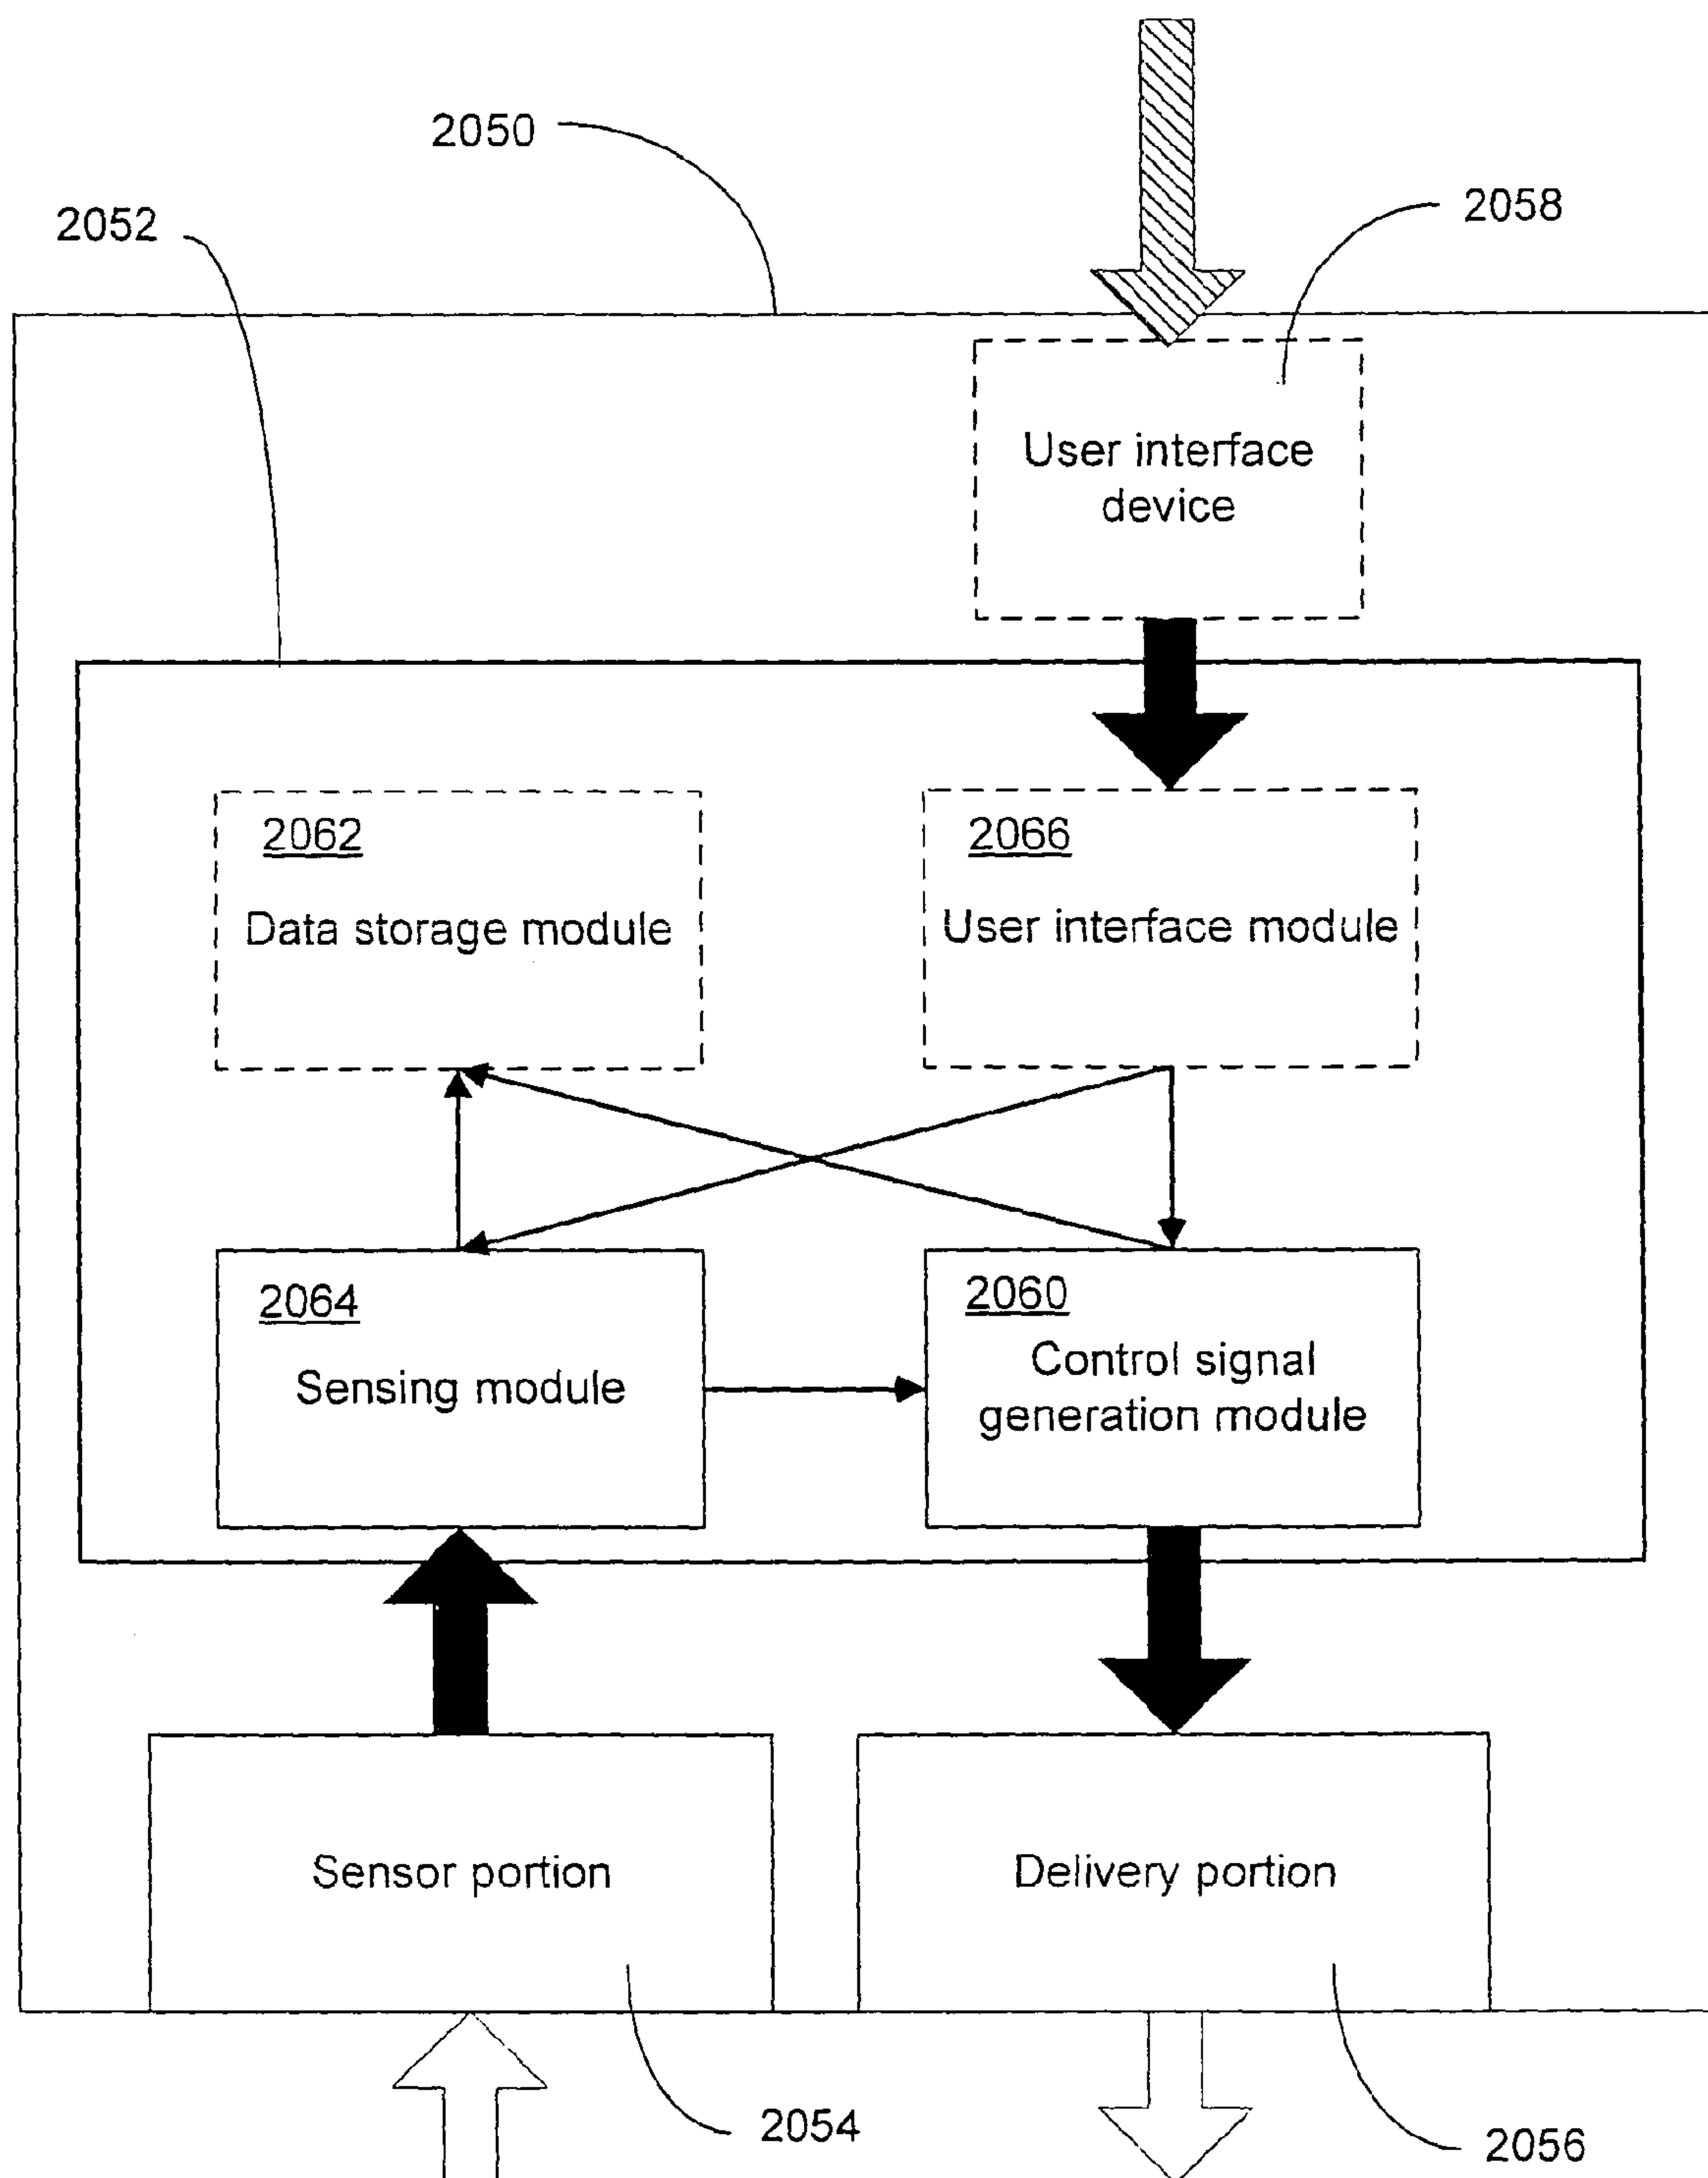 2050
2058
2052
User interface
device
2062
2066
Data storage module
User interface module
2064
2060
Sensing module
Control signal
generation module
Sensor portion
Delivery portion
2054
2056